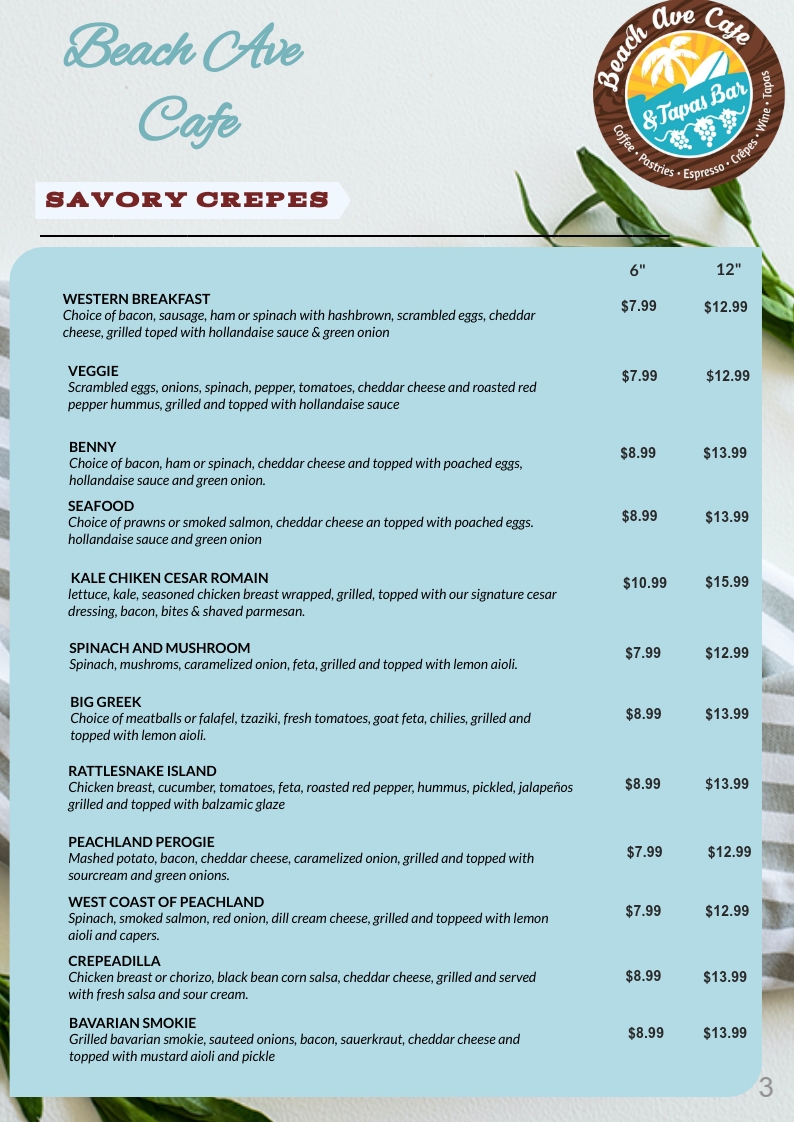 Beach Ave
Cafe
Beach Ave Cafe
& Tapas Bar
Coffee • Pastries • Espresso • Crêpes • Wine • Tapas
SAVORY CREPES
6" 12"
WESTERN BREAKFAST
Choice of bacon, sausage, ham or spinach with hashbrown, scrambled eggs, cheddar $7.99 $12.99
cheese, grilled toped with hollandaise sauce & green onion
VEGGIE
Scrambled eggs, onions, spinach, pepper, tomatoes, cheddar cheese and roasted red $7.99 $12.99
pepper hummus, grilled and topped with hollandaise sauce
BENNY
Choice of bacon, ham or spinach, cheddar cheese and topped with poached eggs, $8.99 $13.99
hollandaise sauce and green onion.
SEAFOOD
Choice of prawns or smoked salmon, cheddar cheese an topped with poached eggs. $8.99 $13.99
hollandaise sauce and green onion
KALE CHIKEN CESAR ROMAIN
lettuce, kale, seasoned chicken breast wrapped, grilled, topped with our signature cesar $10.99 $15.99
dressing, bacon, bites & shaved parmesan.
SPINACH AND MUSHROOM
Spinach, mushroms, caramelized onion, feta, grilled and topped with lemon aioli. $7.99 $12.99
BIG GREEK
Choice of meatballs or falafel, tzaziki, fresh tomatoes, goat feta, chilies, grilled and $8.99 $13.99
topped with lemon aioli.
RATTLESNAKE ISLAND
Chicken breast, cucumber, tomatoes, feta, roasted red pepper, hummus, pickled, jalapeños $8.99 $13.99
grilled and topped with balzamic glaze
PEACHLAND PEROGIE
Mashed potato, bacon, cheddar cheese, caramelized onion, grilled and topped with $7.99 $12.99
sourcream and green onions.
WEST COAST OF PEACHLAND
Spinach, smoked salmon, red onion, dill cream cheese, grilled and toppeed with lemon $7.99 $12.99
aioli and capers.
CREPEADILLA
Chicken breast or chorizo, black bean corn salsa, cheddar cheese, grilled and served $8.99 $13.99
with fresh salsa and sour cream.
BAVARIAN SMOKIE
Grilled bavarian smokie, sauteed onions, bacon, sauerkraut, cheddar cheese and $8.99 $13.99
topped with mustard aioli and pickle
3